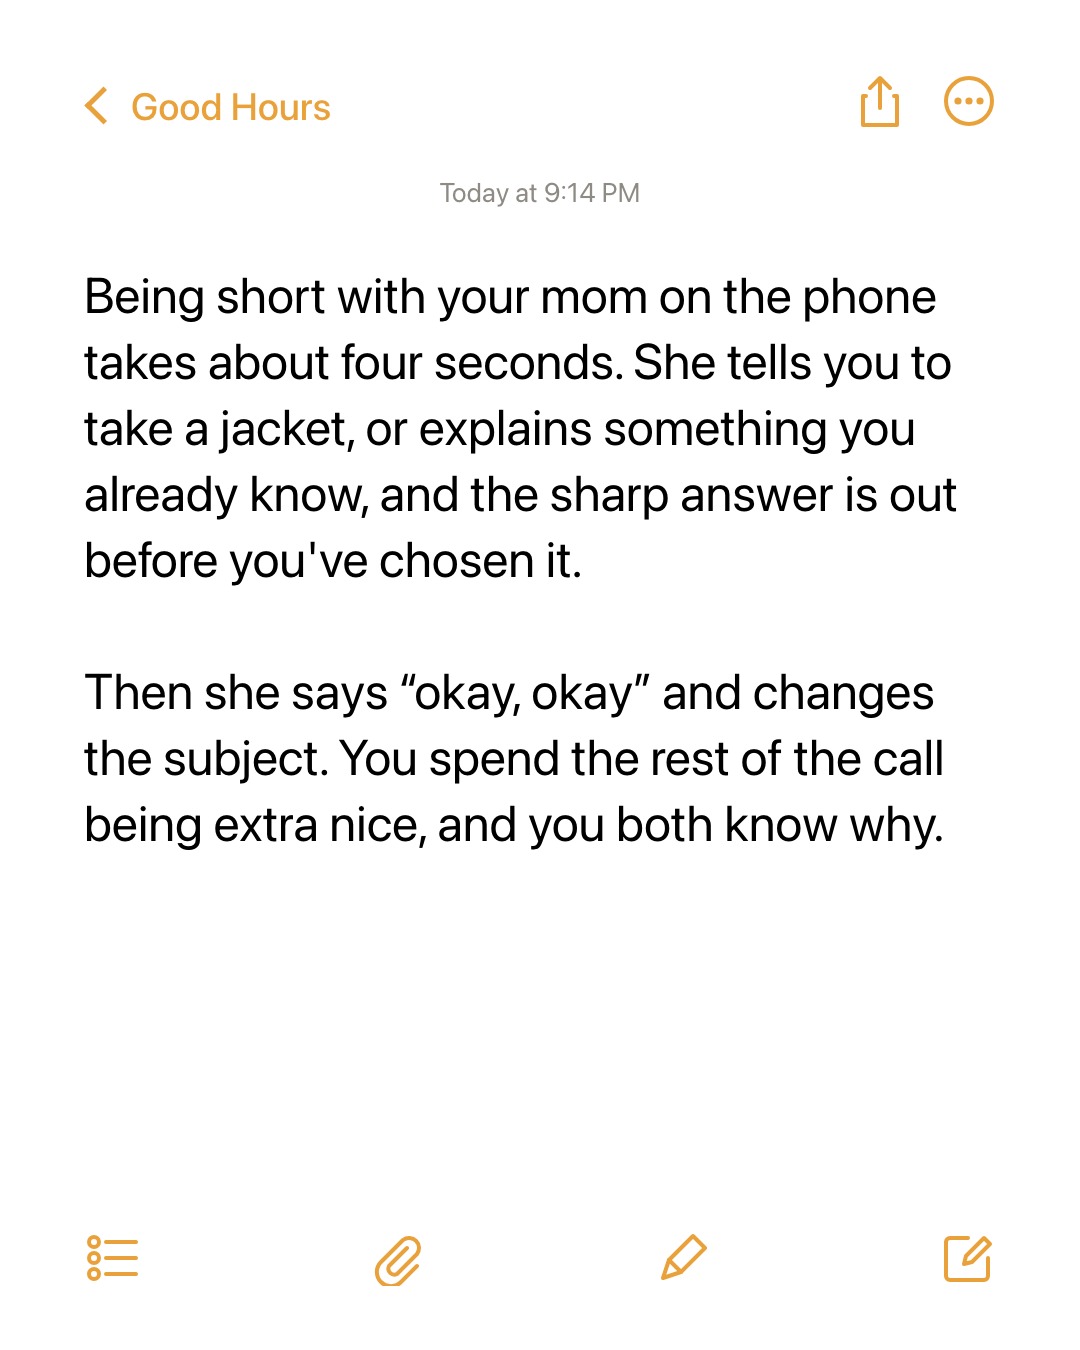 Good Hours
Today at 9:14 PM
Being short with your mom on the phone
takes about four seconds. She tells you to
take a jacket, or explains something you
already know, and the sharp answer is out
before you've chosen it.
Then she says “okay, okay” and changes
the subject. You spend the rest of the call
being extra nice, and you both know why.